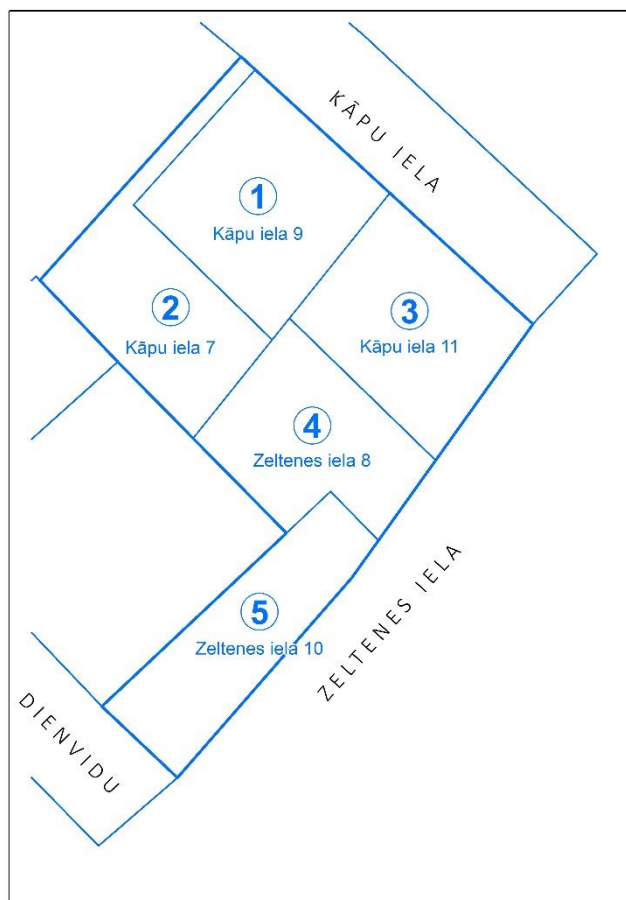 KĀPU IELA
1
Kāpu iela 9
2
Kāpu iela 7
3
Kāpu iela 11
4
Zeltenes iela 8
5
Zeltenes iela 10
ZELTENES IELA
DIENVIDU